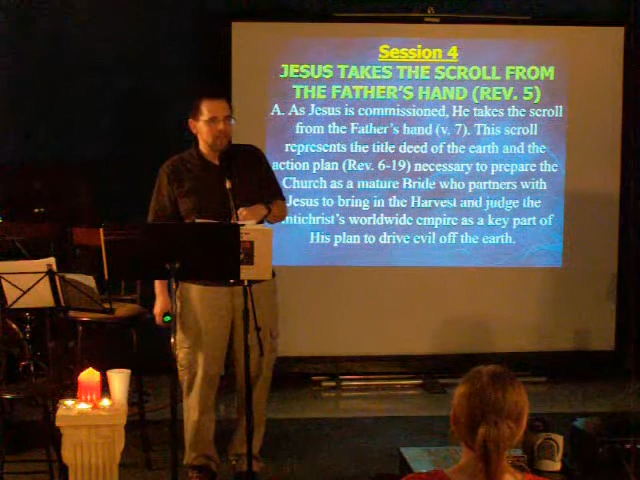 Session 4
JESUS TAKES THE SCROLL FROM
THE FATHER'S HAND (REV. 5)
A. As Jesus is commissioned, He takes the scroll
from the Father's hand (v. 7). This scroll
represents the title deed of the earth and the
action plan (Rev. 6-19) necessary to prepare the
Church as a mature Bride who partners with
Jesus to bring in the Harvest and judge the
ntichrist's worldwide empire as a key part of
His plan to drive evil off the earth.